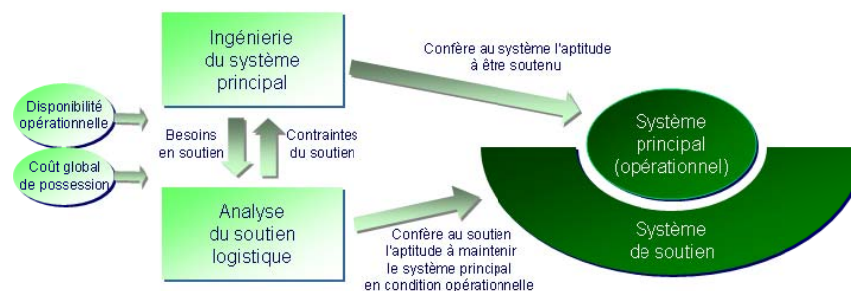 Ingénierie
du système
principal
Confère au système l'aptitude
à être soutenu
Disponibilité
opérationnelle
Besoins
en soutien
Contraintes
du soutien
Coût global
de possession
Système
principal
(opérationnel)
Analyse
du soutien
logistique
Confère au soutien
l'aptitude à maintenir
le système principal
en condition opérationnelle
Système
de soutien